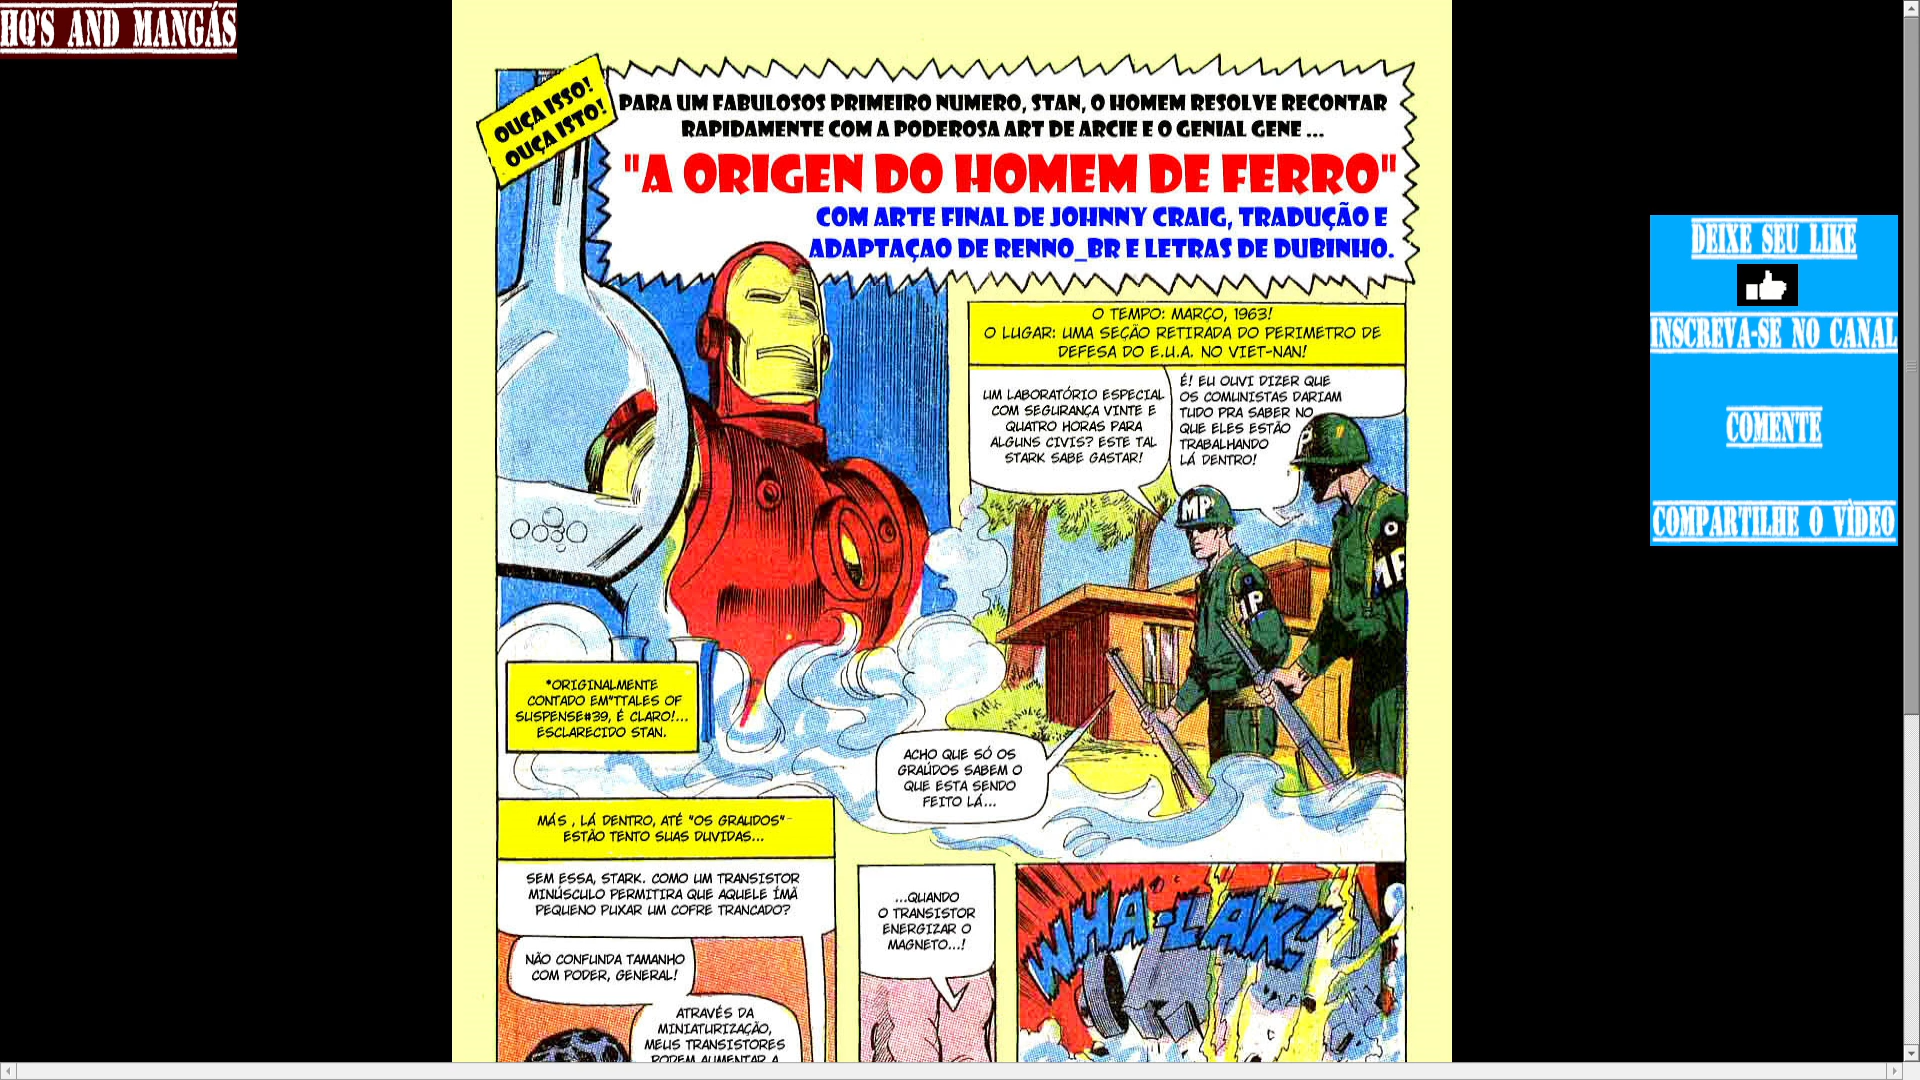 HQ'S AND MANGÁS
OUÇA ISSO!
OUÇA ISTO!
PARA UM FABULOSOS PRIMEIRO NUMERO, STAN, O HOMEM RESOLVE RECONTAR
RAPIDAMENTE COM A PODEROSA ART DE ARCIE E O GENIAL GENE ...
"A ORIGEN DO HOMEM DE FERRO"
COM ARTE FINAL DE JOHNNY CRAIG, TRADUÇÃO E
ADAPTAÇAO DE RENNO_BR E LETRAS DE DUBINHO.
O TEMPO: MARÇO, 1963!
O LUGAR: UMA SEÇÃO RETIRADA DO PERIMETRO DE
DEFESA DO E.U.A. NO VIET-NAN!
UM LABORATÓRIO ESPECIAL
COM SEGURANÇA VINTE E
QUATRO HORAS PARA
ALGUNS CIVIS? ESTE TAL
STARK SABE GASTAR!
É! EU OUVI DIZER QUE
OS COMUNISTAS DARIAM
TUDO PRA SABER NO
QUE ELES ESTÃO
TRABALHANDO
LÁ DENTRO!
P
MP
MP
MP
*ORIGINALMENTE
CONTADO EM"TTALES OF
SUSPENSE#39, É CLARO!...
ESCLARECIDO STAN.
ACHO QUE SÓ OS
GRAÚDOS SABEM O
QUE ESTA SENDO
FEITO LÁ...
MÁS , LÁ DENTRO, ATÉ "OS GRAUDOS"
ESTÃO TENTO SUAS DUVIDAS...
SEM ESSA, STARK. COMO UM TRANSISTOR
MINÚSCULO PERMITIRA QUE AQUELE ÍMÃ
PEQUENO PUXAR UM COFRE TRANCADO?
NÃO CONFUNDA TAMANHO
COM PODER, GENERAL!
ATRAVÉS DA
MINIATURIZAÇÃO,
MEUS TRANSISTORES
PODEM AUMENTAR A
...QUANDO
O TRANSISTOR
ENERGIZAR O
MAGNETO...!
WHA-LAK!
DEIXE SEU LIKE
INSCREVA-SE NO CANAL
COMENTE
COMPARTILHE O VÌDEO